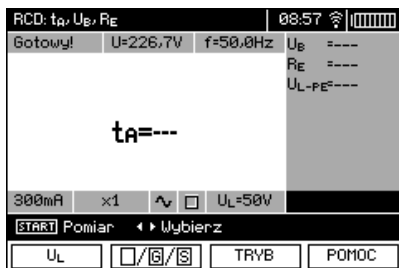 RCD: tA, UB, RE 08:57
Gotowy! U=226,7V f=50,0Hz UB =---
RE =---
UL-PE=---
tA=---
300mA x1 UL=50V
START Pomiar Wybierz
UL □/G/S TRYB POMOC